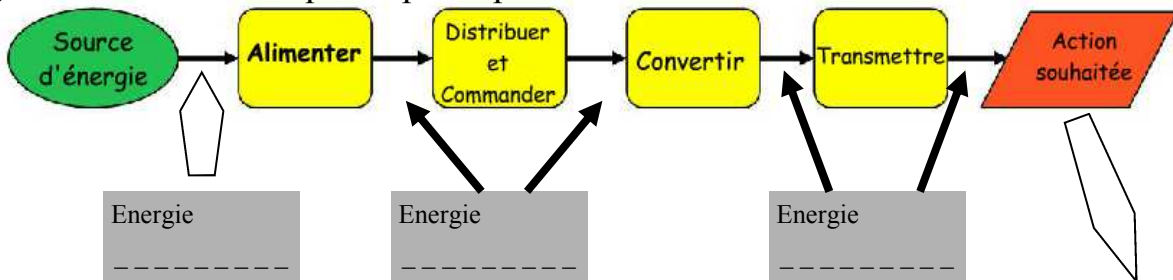 Source
d'énergie
Alimenter
Distribuer
et
Commander
Convertir
Transmettre
Action
souhaitée
Energie
_ _ _ _ _ _ _ _ _
Energie
_ _ _ _ _ _ _ _ _
Energie
_ _ _ _ _ _ _ _ _